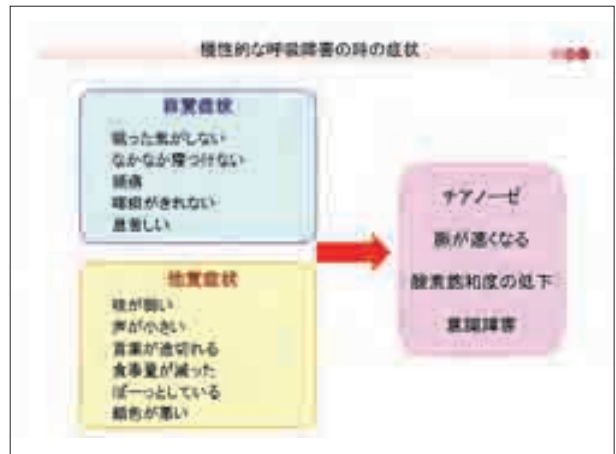 慢性的な呼吸障害の時の症状
自覚症状
眠った気がしない
なかなか寝つけない
頭痛
喀痰がきれない
息苦しい
他覚症状
咳が弱い
声が小さい
言葉が途切れる
食事量が減った
ぼーっとしている
顔色が悪い
チアノーゼ
脈が速くなる
酸素飽和度の低下
意識障害